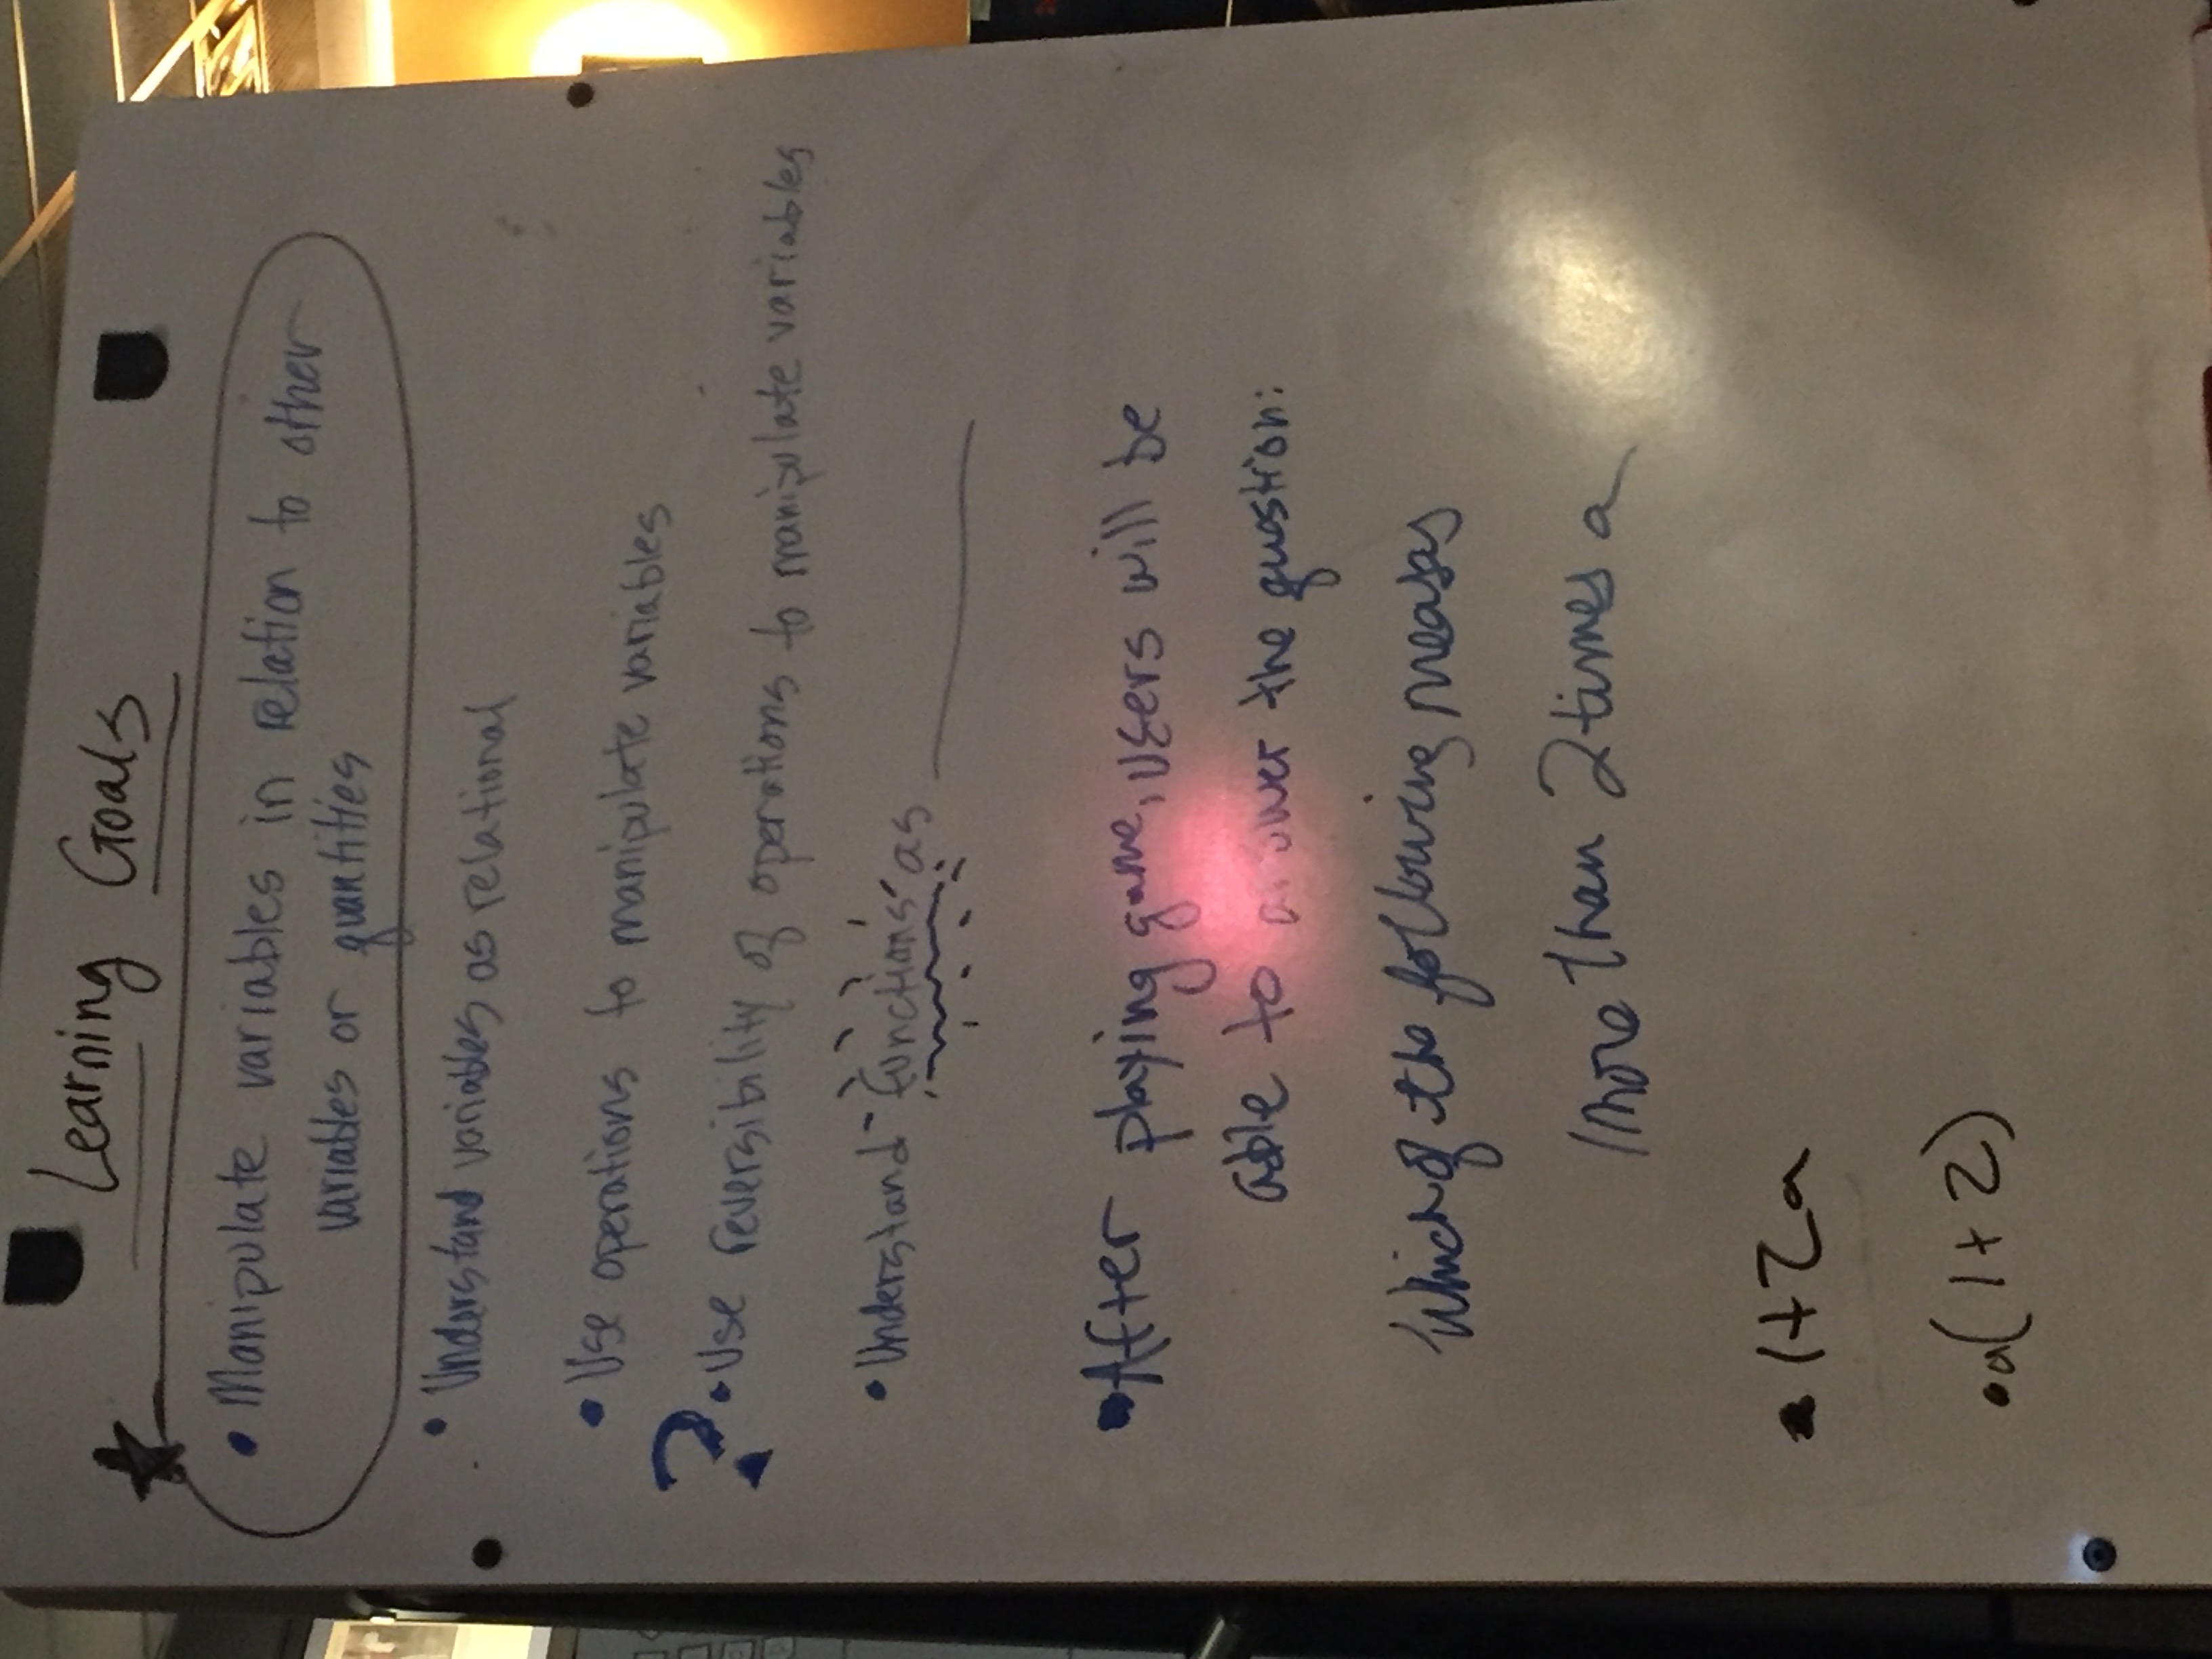 Learning Goals
• Manipulate variables in relation to other
variables or quantities
• Understand variables as relational
• Use operations to manipulate variables
? • Use reversibility of operations to manipulate variables
• Understand functions as ________
• After playing game, users will be
able to answer the question:
Which of the following
1 more than 2 times a
• 1+2a
• a(1+2)